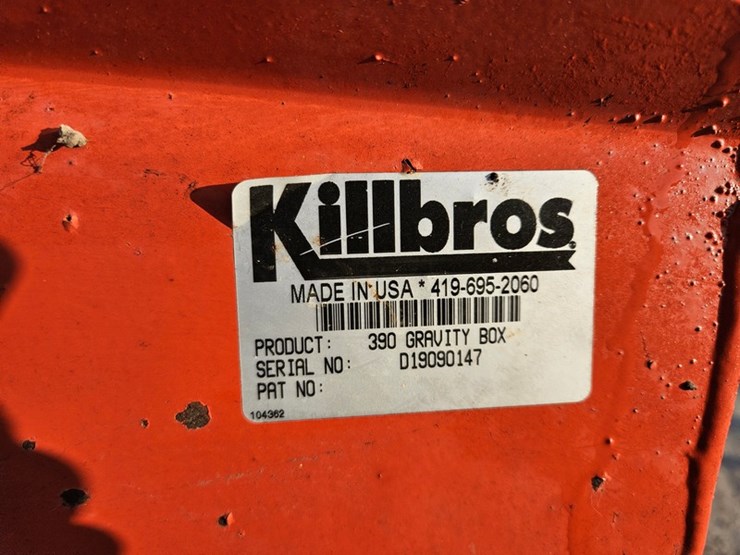 Killbros®
MADE IN USA * 419-695-2060
PRODUCT: 390 GRAVITY BOX
SERIAL NO: D19090147
PAT NO:
104362